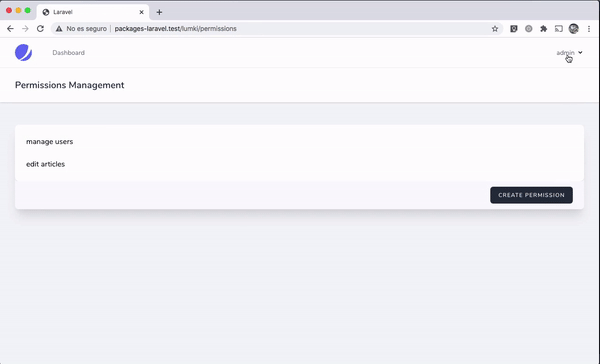 Laravel
No es seguro | packages-laravel.test/lumki/permissions
Dashboard
admin
Permissions Management
manage users
edit articles
CREATE PERMISSION